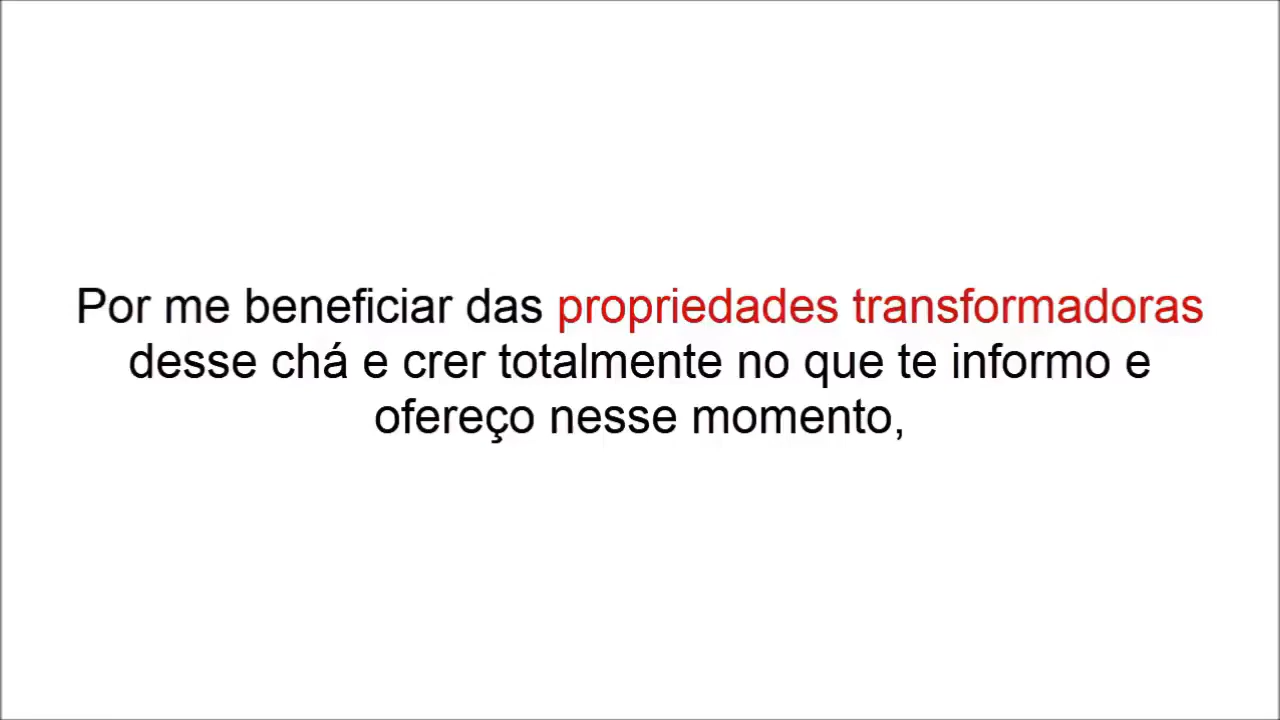 Por me beneficiar das propriedades transformadoras
desse chá e crer totalmente no que te informo e
ofereço nesse momento,